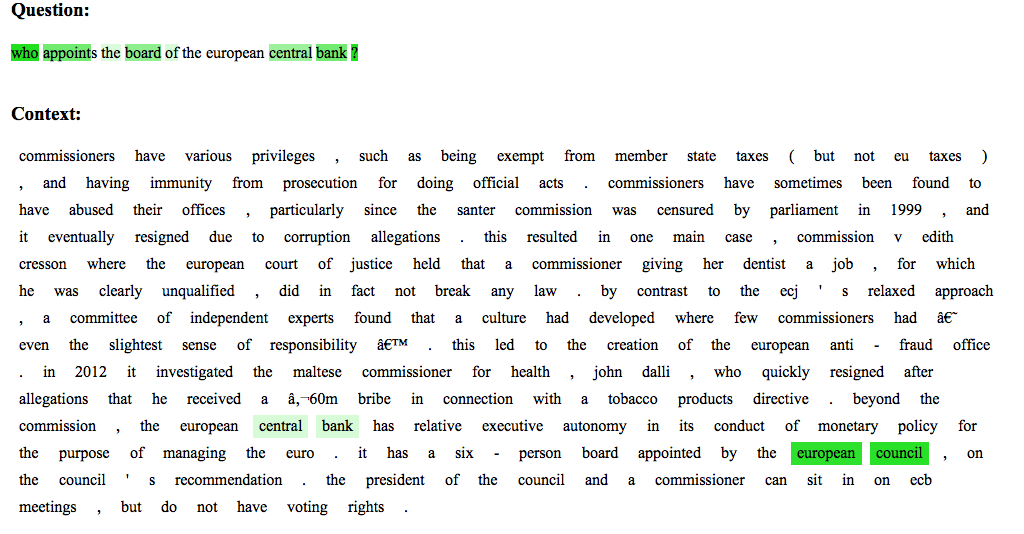 Question:
who appoints the board of the european central bank ?
Context:
commissioners have various privileges , such as being exempt from member state taxes ( but not eu taxes )
, and having immunity from prosecution for doing official acts . commissioners have sometimes been found to
have abused their offices , particularly since the santer commission was censured by parliament in 1999 , and
it eventually resigned due to corruption allegations . this resulted in one main case , commission v edith
cresson where the european court of justice held that a commissioner giving her dentist a job , for which
he was clearly unqualified , did in fact not break any law . by contrast to the ecj ' s relaxed approach
, a committee of independent experts found that a culture had developed where few commissioners had â€˜
even the slightest sense of responsibility â€™ . this led to the creation of the european anti - fraud office
. in 2012 it investigated the maltese commissioner for health , john dalli , who quickly resigned after
allegations that he received a â‚¬60m bribe in connection with a tobacco products directive . beyond the
commission , the european central bank has relative executive autonomy in its conduct of monetary policy for
the purpose of managing the euro . it has a six - person board appointed by the european council , on
the council ' s recommendation . the president of the council and a commissioner can sit in on ecb
meetings , but do not have voting rights .